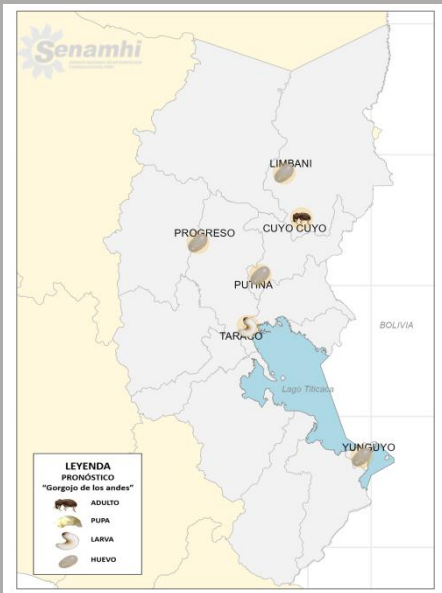 Senamhi
LIMBANI
CUYO CUYO
PROGRESO
PUTINA
TARACO
BOLIVIA
Lago Titicaca
YUNGUYO
LEYENDA
PRONÓSTICO
"Gorgojo de los andes"
ADULTO
PUPA
LARVA
HUEVO